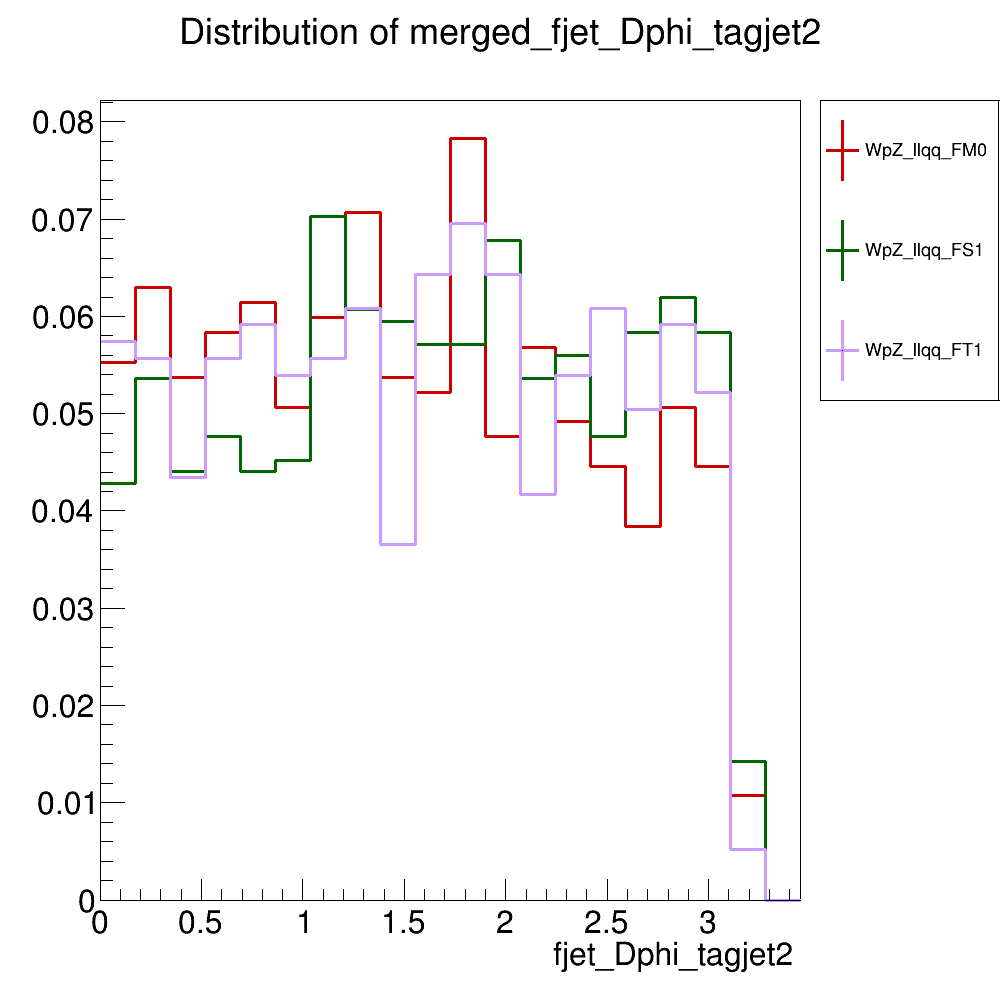 Distribution of merged_fjet_Dphi_tagjet2
0.08
0.07
0.06
0.05
0.04
0.03
0.02
0.01
0
0 0.5 1 1.5 2 2.5 3
fjet_Dphi_tagjet2
WpZ_llqq_FM0
WpZ_llqq_FS1
WpZ_llqq_FT1